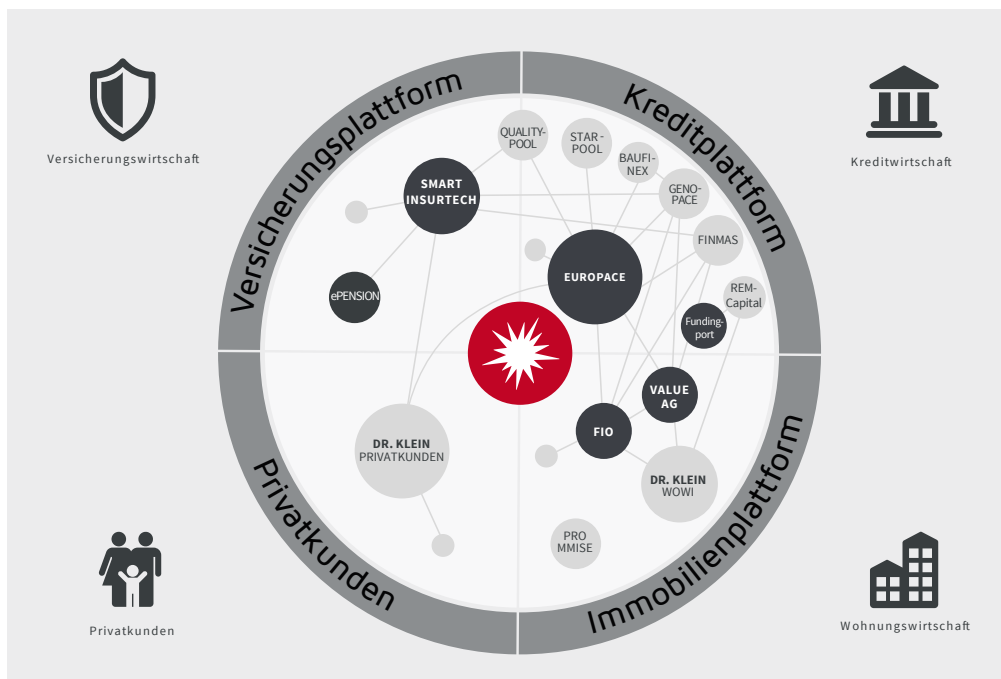 Versicherungsplattform
Kreditplattform
Versicherungswirtschaft
Kreditwirtschaft
QUALITY-
POOL
STAR-
POOL
BAUFI-
NEX
GENO-
PACE
SMART
INSURTECH
FINMAS
EUROPACE
ePENSION
REM-
Capital
Funding-
port
VALUE
AG
FIO
DR. KLEIN
PRIVATKUNDEN
DR. KLEIN
WOWI
PRO
MMISE
Privatkunden
Immobilienplattform
Privatkunden
Wohnungswirtschaft